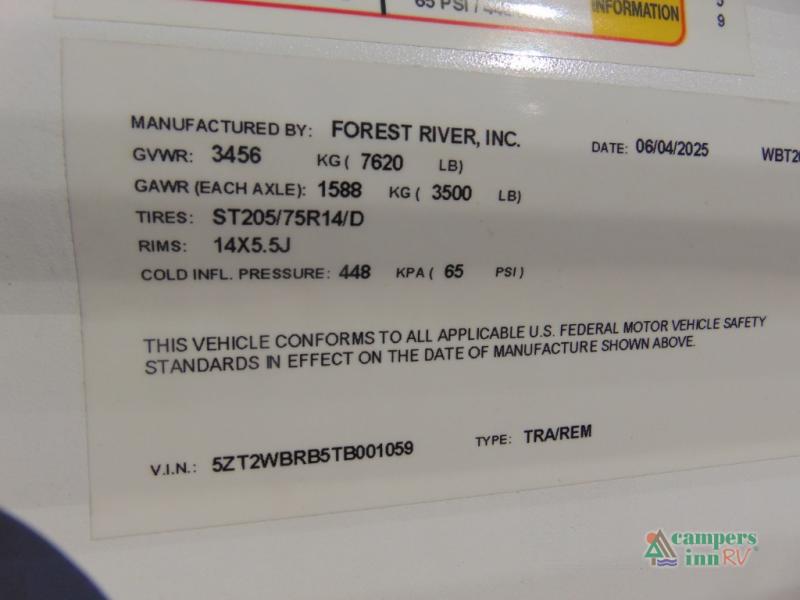 65 PSI /
INFORMATION
9
MANUFACTURED BY: FOREST RIVER, INC. DATE: 06/04/2025
GVWR: 3456 KG ( 7620 LB)
GAWR (EACH AXLE): 1588 KG ( 3500 LB)
TIRES: ST205/75R14/D
RIMS: 14X5.5J
COLD INFL. PRESSURE: 448 KPA ( 65 PSI )
THIS VEHICLE CONFORMS TO ALL APPLICABLE U.S. FEDERAL MOTOR VEHICLE SAFETY
STANDARDS IN EFFECT ON THE DATE OF MANUFACTURE SHOWN ABOVE.
V.I.N.: 5ZT2WBRB5TB001059 TYPE: TRA/REM
campers
inn RV